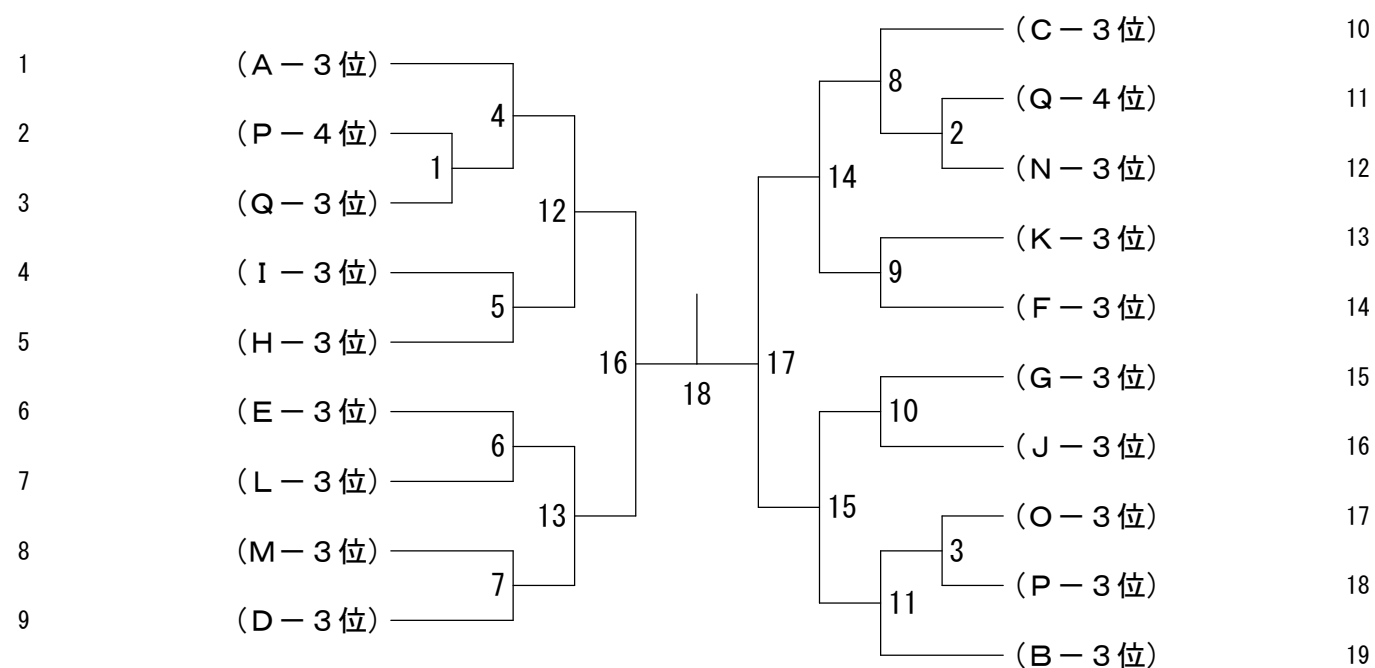 1 (A－3位)
2 (P－4位)
3 (Q－3位)
4 (I－3位)
5 (H－3位)
6 (E－3位)
7 (L－3位)
8 (M－3位)
9 (D－3位)
4
1
12
5
16
6
13
7
18
17
14
8
2
9
15
10
3
11
(C－3位) 10
(Q－4位) 11
(N－3位) 12
(K－3位) 13
(F－3位) 14
(G－3位) 15
(J－3位) 16
(O－3位) 17
(P－3位) 18
(B－3位) 19